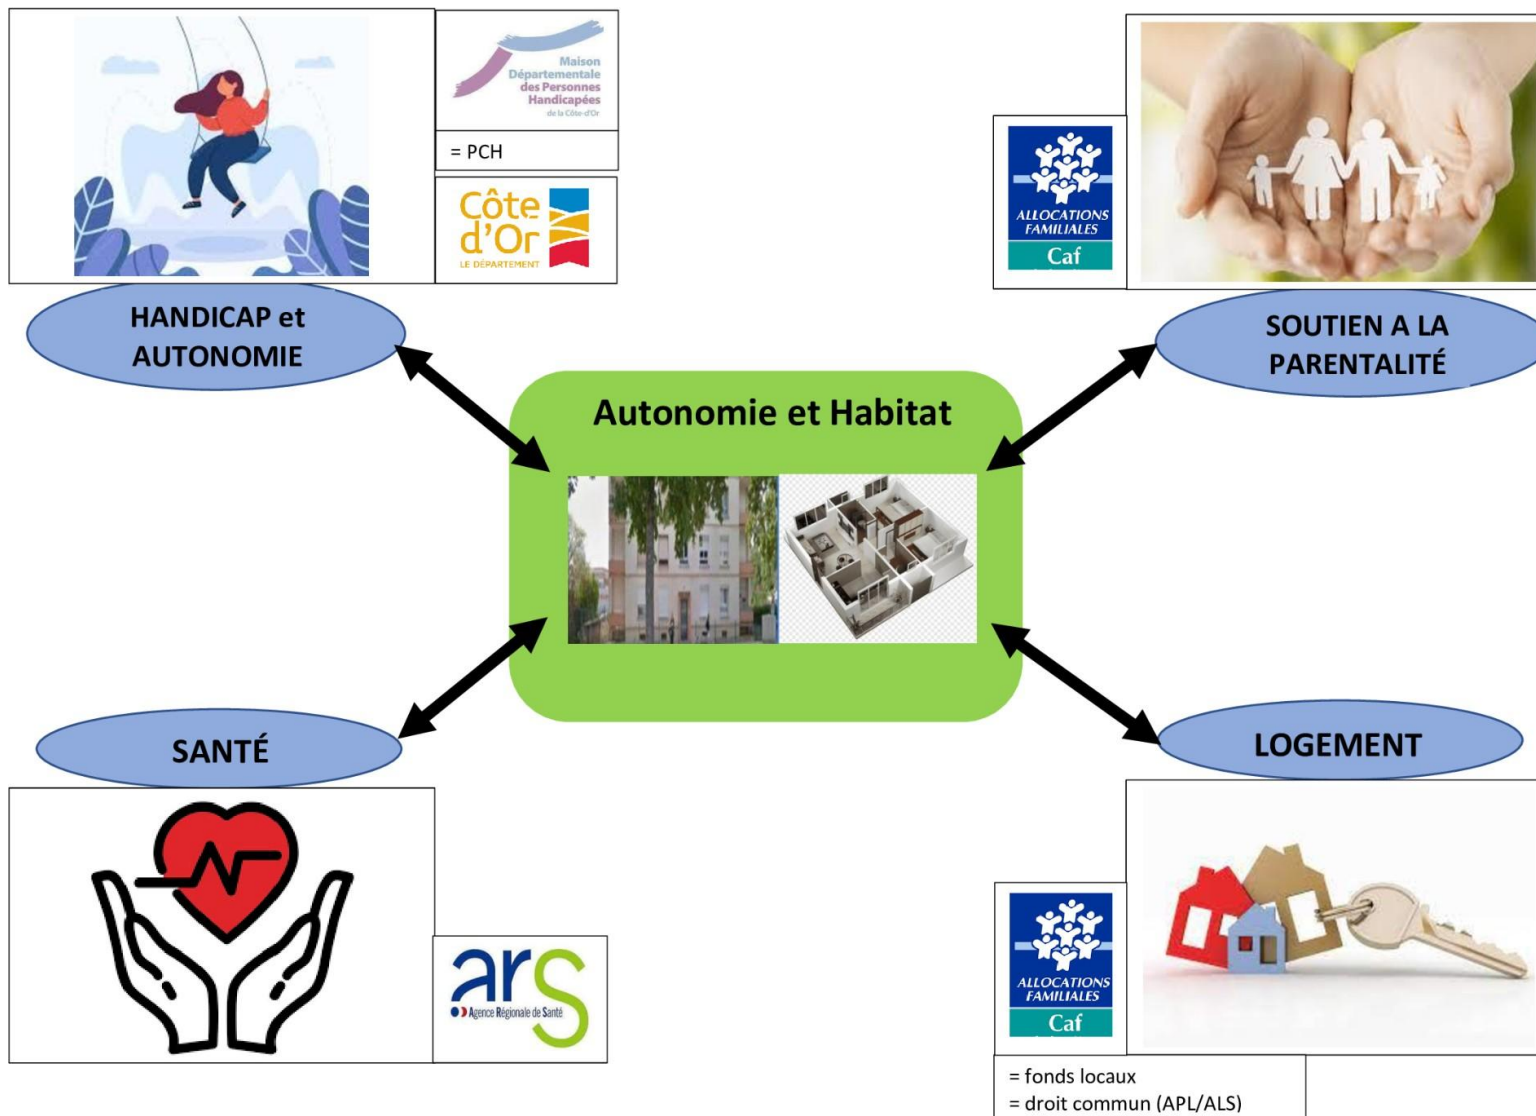 Maison
Départementale
des Personnes
Handicapées
de la Côte-d'Or
= PCH
Côte
d'Or
LE DÉPARTEMENT
HANDICAP et
AUTONOMIE
ALLOCATIONS
FAMILIALES
Caf
SOUTIEN A LA
PARENTALITÉ
Autonomie et Habitat
SANTÉ
ars
Agence Régionale de Santé
LOGEMENT
ALLOCATIONS
FAMILIALES
Caf
= fonds locaux
= droit commun (APL/ALS)